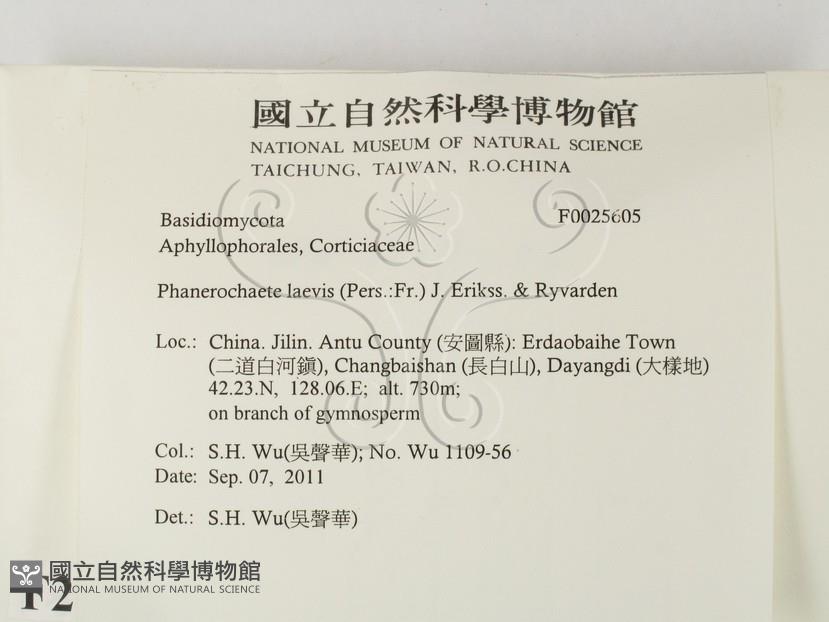 國立自然科學博物館
NATIONAL MUSEUM OF NATURAL SCIENCE
TAICHUNG, TAIWAN, R.O.CHINA
Basidiomycota F0025605
Aphyllophorales, Corticiaceae
Phanerochaete laevis (Pers.:Fr.) J. Erikss. & Ryvarden
Loc.: China. Jilin. Antu County (安圖縣): Erdaobaihe Town
(二道白河鎭), Changbaishan (長白山), Dayangdi (大樣地)
42.23.N, 128.06.E; alt. 730m;
on branch of gymnosperm
Col.: S.H. Wu(吳聲華); No. Wu 1109-56
Date: Sep. 07, 2011
Det.: S.H. Wu(吳聲華)
國立自然科學博物館
NATIONAL MUSEUM OF NATURAL SCIENCE
T2